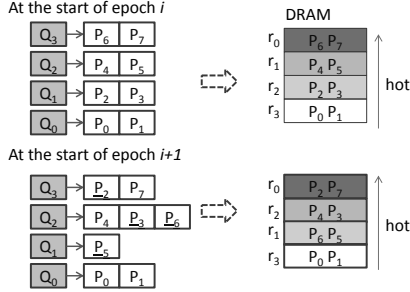 At the start of epoch i
DRAM
Q3 P6 P7
Q2 P4 P5
Q1 P2 P3
Q0 P0 P1
r0 P6 P7
r1 P4 P5
r2 P2 P3
r3 P0 P1
hot
At the start of epoch i+1
Q3 P2 P7
Q2 P4 P3 P6
Q1 P5
Q0 P0 P1
r0 P2 P7
r2 P4 P3
r1 P6 P5
r3 P0 P1
hot